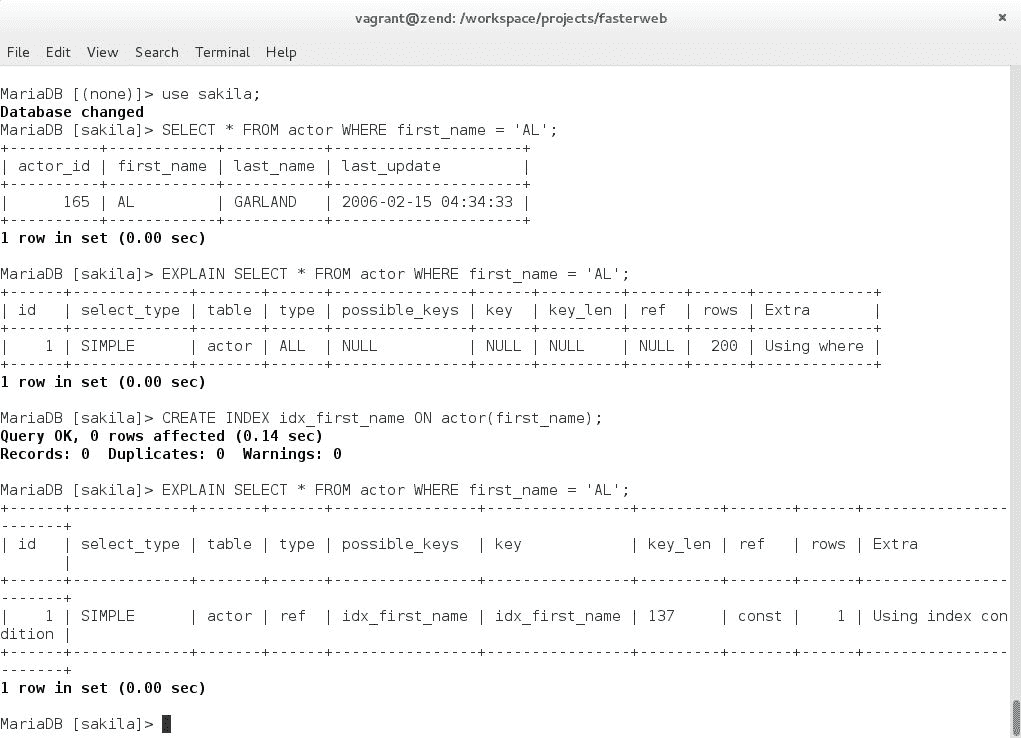 vagrant@zend: /workspace/projects/fasterweb ×
File Edit View Search Terminal Help
MariaDB [(none)]> use sakila;
Database changed
MariaDB [sakila]> SELECT * FROM actor WHERE first_name = 'AL';
+----------+------------+-----------+---------------------+
| actor_id | first_name | last_name | last_update         |
+----------+------------+-----------+---------------------+
|      165 | AL         | GARLAND   | 2006-02-15 04:34:33 |
+----------+------------+-----------+---------------------+
1 row in set (0.00 sec)
MariaDB [sakila]> EXPLAIN SELECT * FROM actor WHERE first_name = 'AL';
+------+-------------+-------+------+---------------+------+---------+------+------+-------------+
| id   | select_type | table | type | possible_keys | key  | key_len | ref  | rows | Extra       |
+------+-------------+-------+------+---------------+------+---------+------+------+-------------+
|    1 | SIMPLE      | actor | ALL  | NULL          | NULL | NULL    | NULL |  200 | Using where |
+------+-------------+-------+------+---------------+------+---------+------+------+-------------+
1 row in set (0.00 sec)
MariaDB [sakila]> CREATE INDEX idx_first_name ON actor(first_name);
Query OK, 0 rows affected (0.14 sec)
Records: 0  Duplicates: 0  Warnings: 0
MariaDB [sakila]> EXPLAIN SELECT * FROM actor WHERE first_name = 'AL';
+------+-------------+-------+------+----------------+----------------+---------+-------+------+----------------
-------+
| id   | select_type | table | type | possible_keys  | key            | key_len | ref   | rows | Extra
       |
+------+-------------+-------+------+----------------+----------------+---------+-------+------+----------------
-------+
|    1 | SIMPLE      | actor | ref  | idx_first_name | idx_first_name | 137     | const |    1 | Using index con
dition |
+------+-------------+-------+------+----------------+----------------+---------+-------+------+----------------
-------+
1 row in set (0.00 sec)
MariaDB [sakila]>